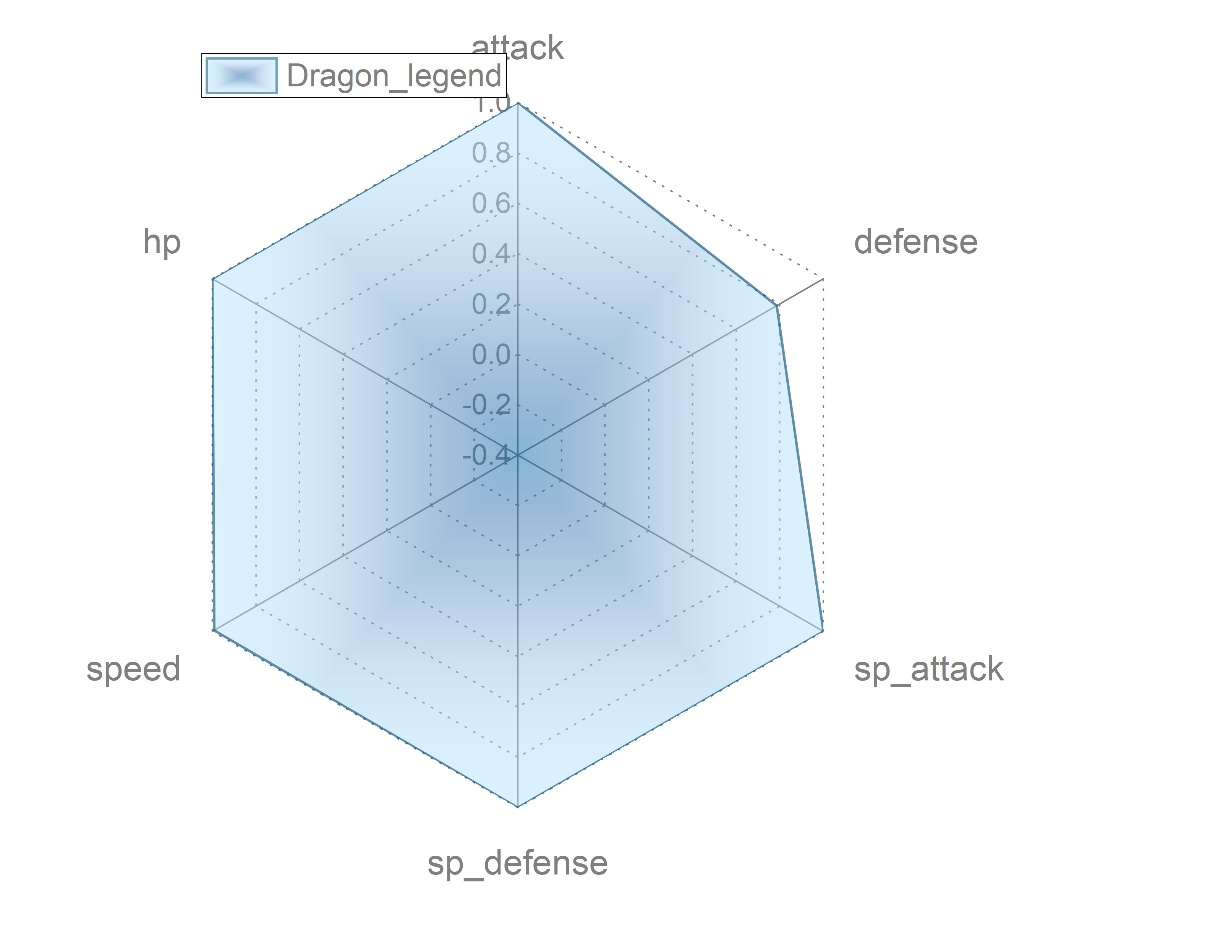 attack
Dragon_legend
1.0
0.8
0.6
0.4
0.2
0.0
-0.2
-0.4
hp
defense
speed
sp_attack
sp_defense